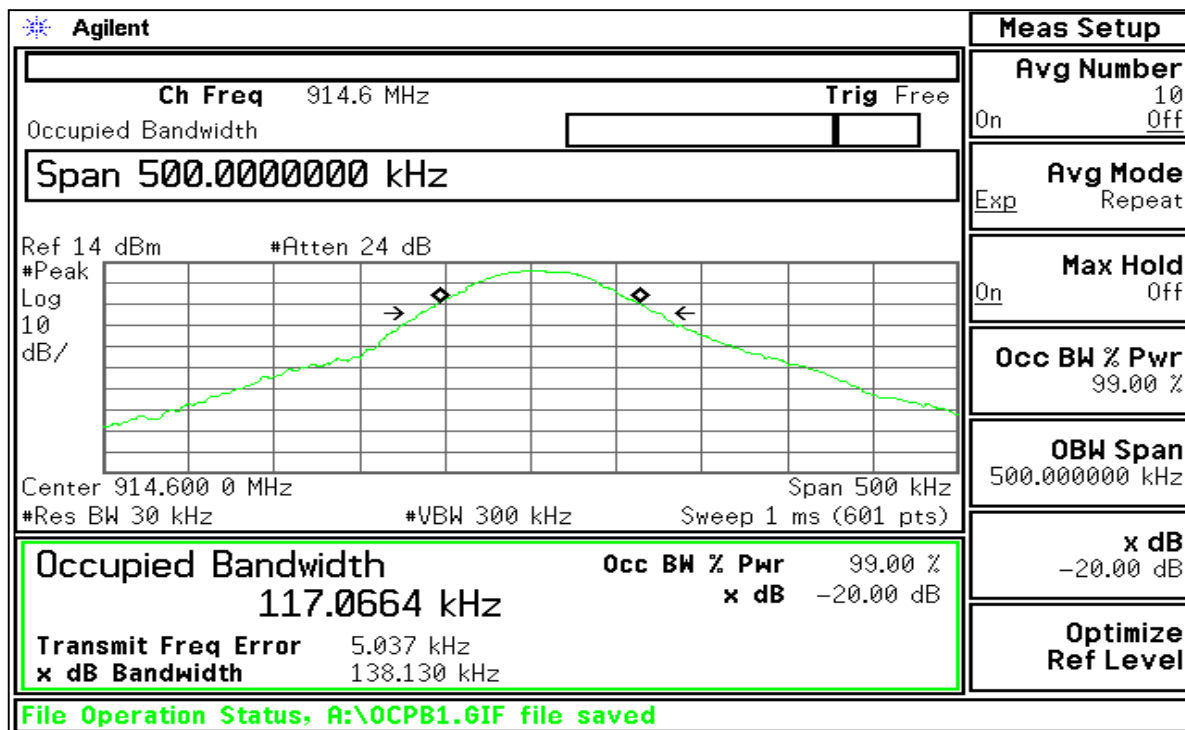 Agilent
Ch Freq 914.6 MHz Trig Free
Occupied Bandwidth
Span 500.0000000 kHz
Ref 14 dBm #Atten 24 dB
#Peak
Log
10
dB/
Center 914.600 0 MHz Span 500 kHz
#Res BW 30 kHz #VBW 300 kHz Sweep 1 ms (601 pts)
Occupied Bandwidth
117.0664 kHz
Occ BW % Pwr 99.00 %
x dB -20.00 dB
Transmit Freq Error 5.037 kHz
x dB Bandwidth 138.130 kHz
File Operation Status, A:\OCPB1.GIF file saved
Meas Setup
Avg Number
10
On Off
Avg Mode
Exp Repeat
Max Hold
On Off
Occ BW % Pwr
99.00 %
OBW Span
500.000000 kHz
x dB
-20.00 dB
Optimize
Ref Level